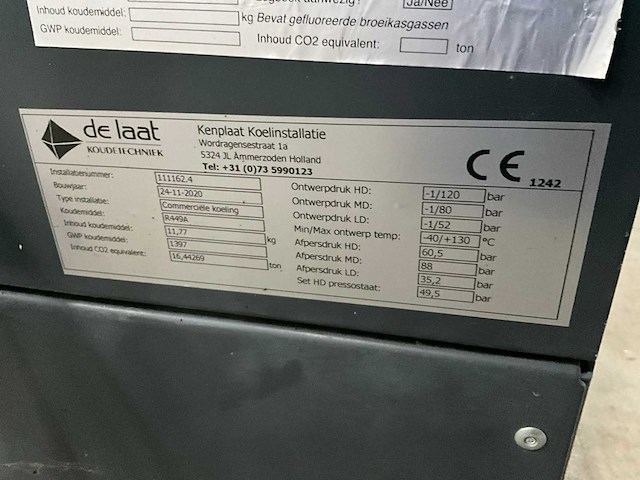 Logboek aanwezig? Ja/Nee
Inhoud koudemiddel: kg Bevat gefluoreerde broeikasgassen
GWP koudemiddel: Inhoud CO2 equivalent: ton
de laat
KOUDETECHNIEK
Kenplaat Koelinstallatie
Wordragensestraat 1a
5324 JL Ammerzoden Holland
Tel: +31 (0)73 5990123
CE 1242
Installatienummer: 111162.4
Bouwjaar: 24-11-2020
Type installatie: Commerciële koeling
Koudemiddel: R449A
Inhoud koudemiddel: 11,77 kg
GWP koudemiddel: 1397
Inhoud CO2 equivalent: 16,44269 ton
Ontwerpdruk HD: -1/120 bar
Ontwerpdruk MD: -1/80 bar
Ontwerpdruk LD: -1/52 bar
Min/Max ontwerp temp: -40/+130 °C
Afpersdruk HD: 60,5 bar
Afpersdruk MD: 88 bar
Afpersdruk LD: 35,2 bar
Set HD pressostaat: 49,5 bar